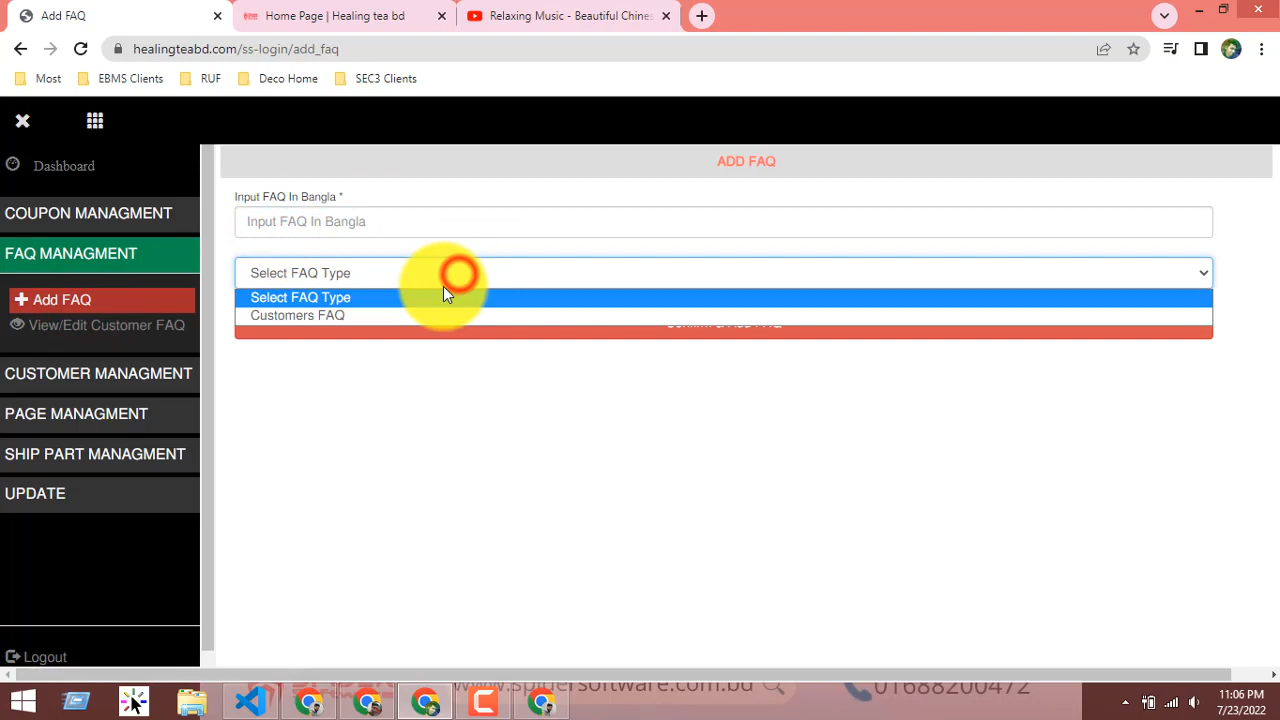 Add FAQ
Home Page | Healing tea bd
Relaxing Music - Beautiful Chines
healingteabd.com/ss-login/add_faq
Most
EBMS Clients
RUF
Deco Home
SEC3 Clients
Dashboard
COUPON MANAGMENT
FAQ MANAGMENT
Add FAQ
View/Edit Customer FAQ
CUSTOMER MANAGMENT
PAGE MANAGMENT
SHIP PART MANAGMENT
UPDATE
Logout
ADD FAQ
Input FAQ In Bangla *
Input FAQ In Bangla
Select FAQ Type
Select FAQ Type
Customers FAQ
www.spidersoftware.com.bd
01688200472
11:06 PM
7/23/2022